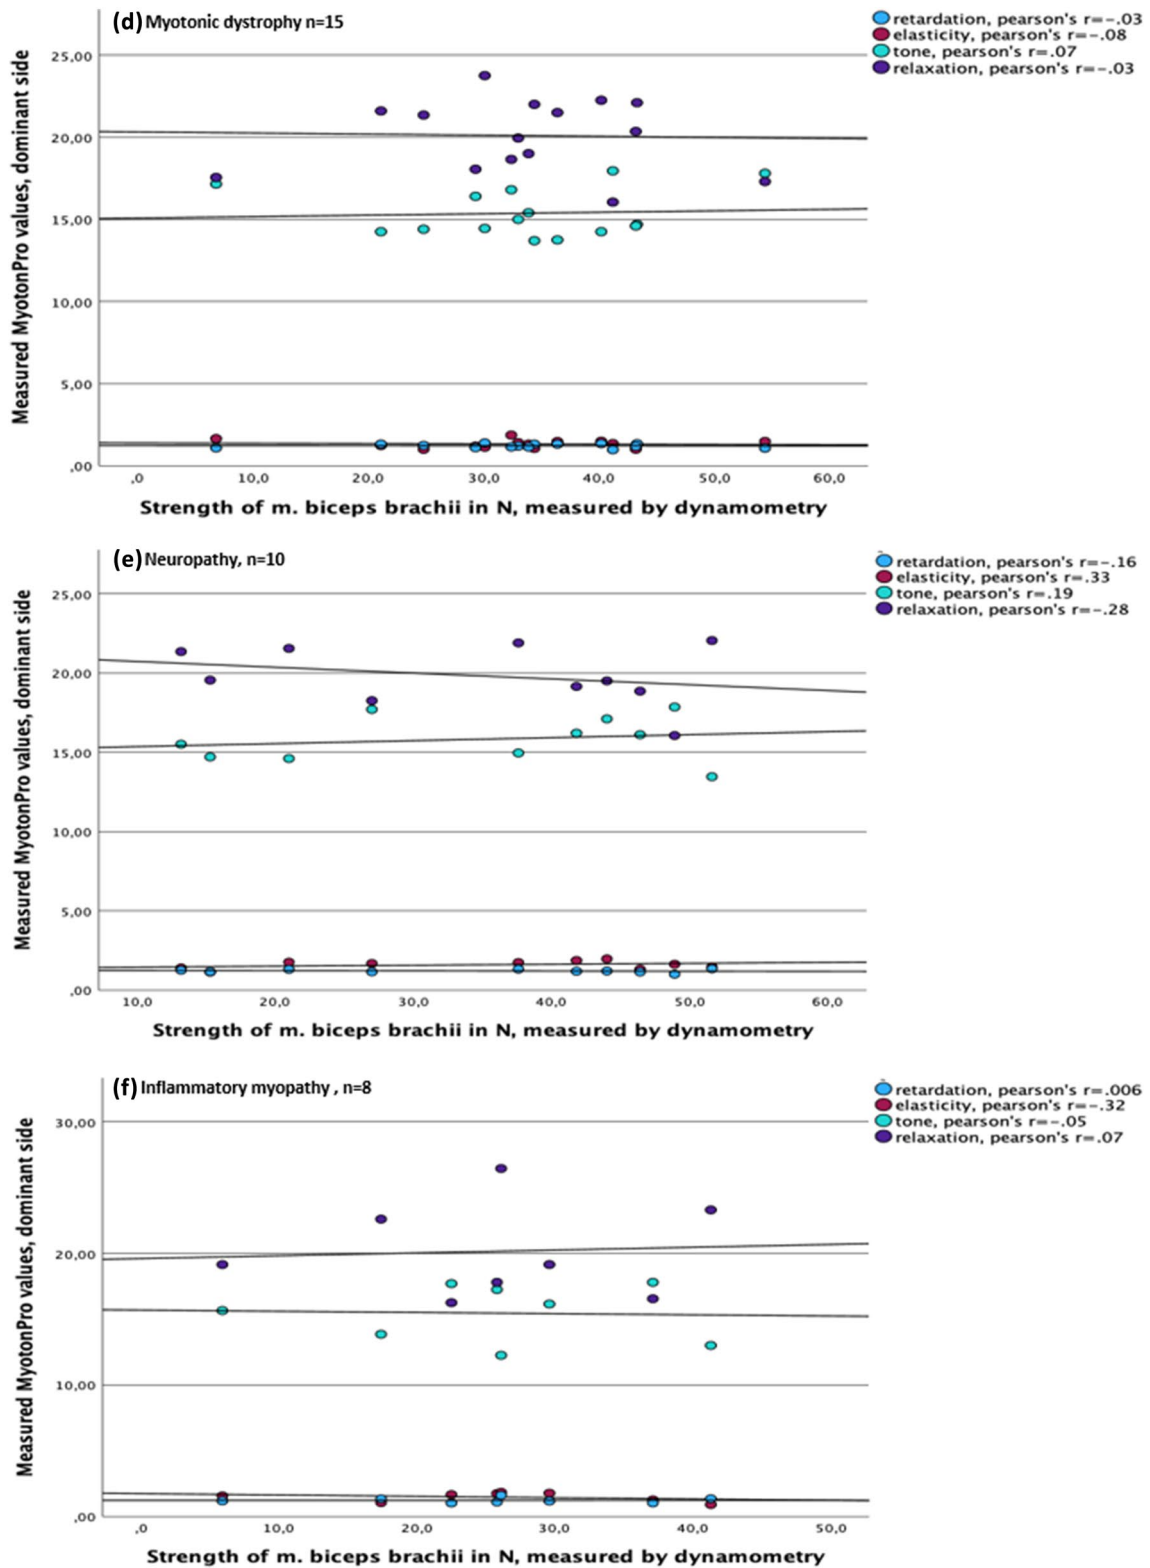 (d) Myotonic dystrophy n=15
retardation, pearson's r=-.03
elasticity, pearson's r=-.08
tone, pearson's r=.07
relaxation, pearson's r=-.03
Measured MyotonPro values, dominant side
25,00
20,00
15,00
10,00
5,00
,00
,0 10,0 20,0 30,0 40,0 50,0 60,0
Strength of m. biceps brachii in N, measured by dynamometry
(e) Neuropathy, n=10
retardation, pearson's r=-.16
elasticity, pearson's r=.33
tone, pearson's r=.19
relaxation, pearson's r=-.28
Measured MyotonPro values, dominant side
25,00
20,00
15,00
10,00
5,00
,00
10,0 20,0 30,0 40,0 50,0 60,0
Strength of m. biceps brachii in N, measured by dynamometry
(f) Inflammatory myopathy , n=8
retardation, pearson's r=.006
elasticity, pearson's r=-.32
tone, pearson's r=-.05
relaxation, pearson's r=.07
Measured MyotonPro values, dominant side
30,00
20,00
10,00
,00
,0 10,0 20,0 30,0 40,0 50,0
Strength of m. biceps brachii in N, measured by dynamometry